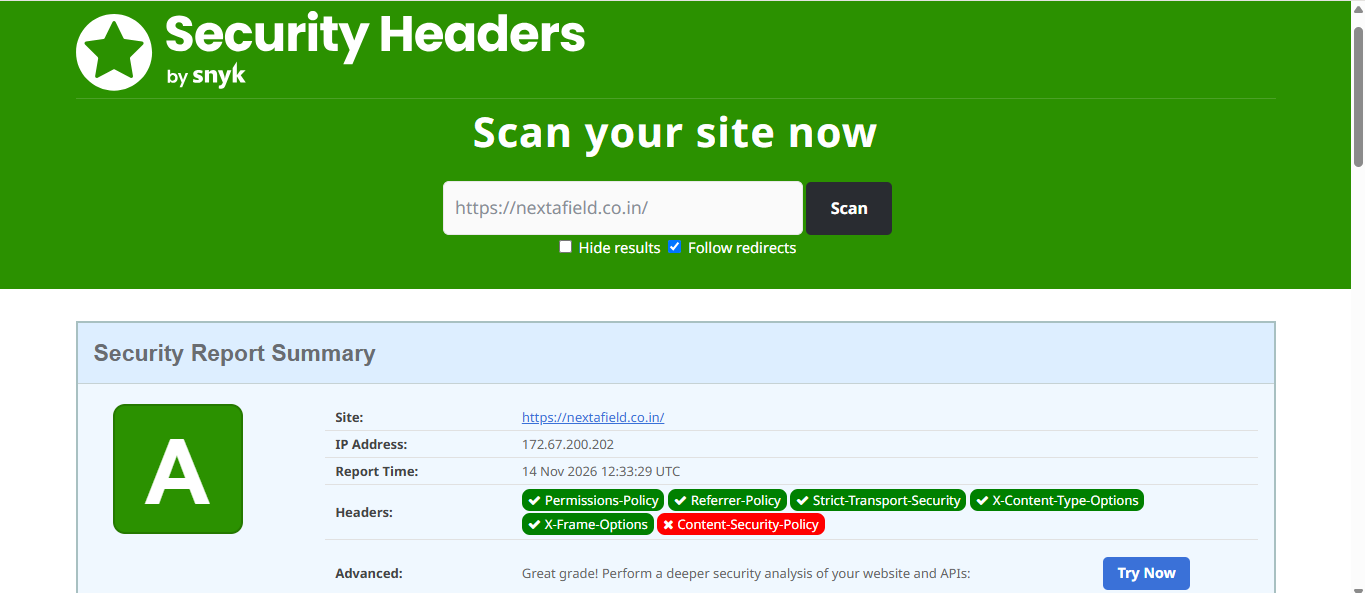 Security Headers
by snyk
Scan your site now
https://nextafield.co.in/
Scan
Hide results Follow redirects
Security Report Summary
A
Site: https://nextafield.co.in/
IP Address: 172.67.200.202
Report Time: 14 Nov 2026 12:33:29 UTC
Headers: Permissions-Policy Referrer-Policy Strict-Transport-Security X-Content-Type-Options
X-Frame-Options Content-Security-Policy
Advanced: Great grade! Perform a deeper security analysis of your website and APIs: Try Now